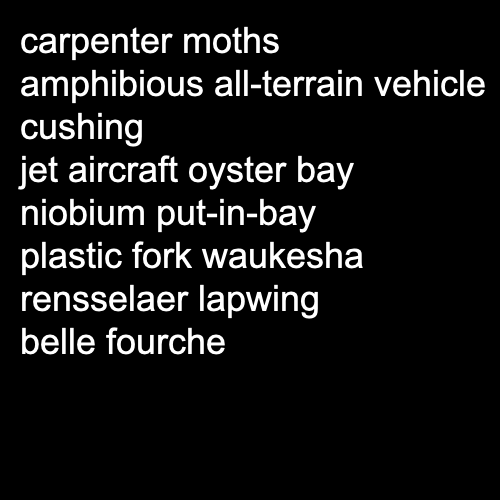 carpenter moths
amphibious all-terrain vehicle
cushing
jet aircraft oyster bay
niobium put-in-bay
plastic fork waukesha
rensselaer lapwing
belle fourche